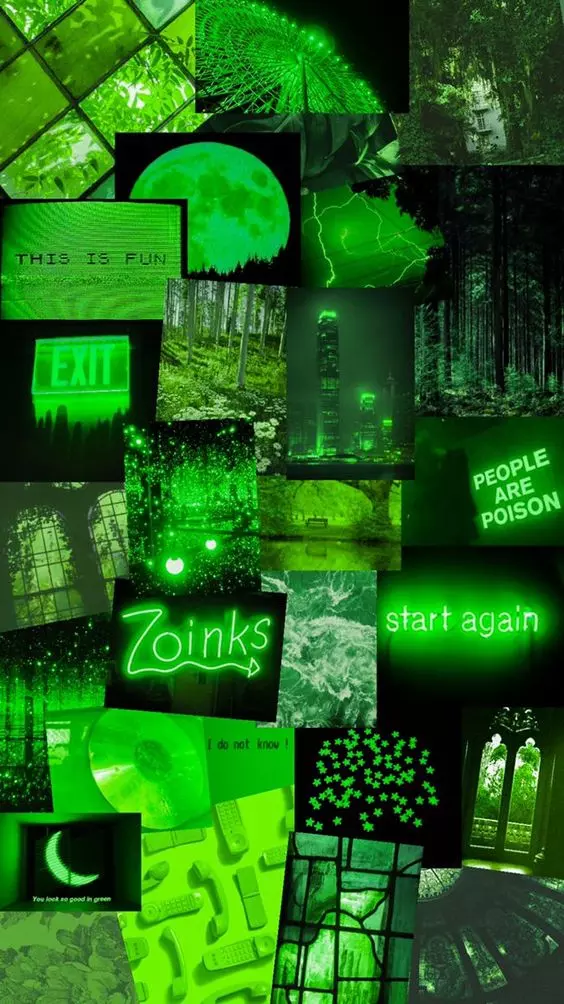 THIS IS FUN
EXIT
PEOPLE
ARE
POISON
Zoinks
start again
I do not know !
You look so good in green